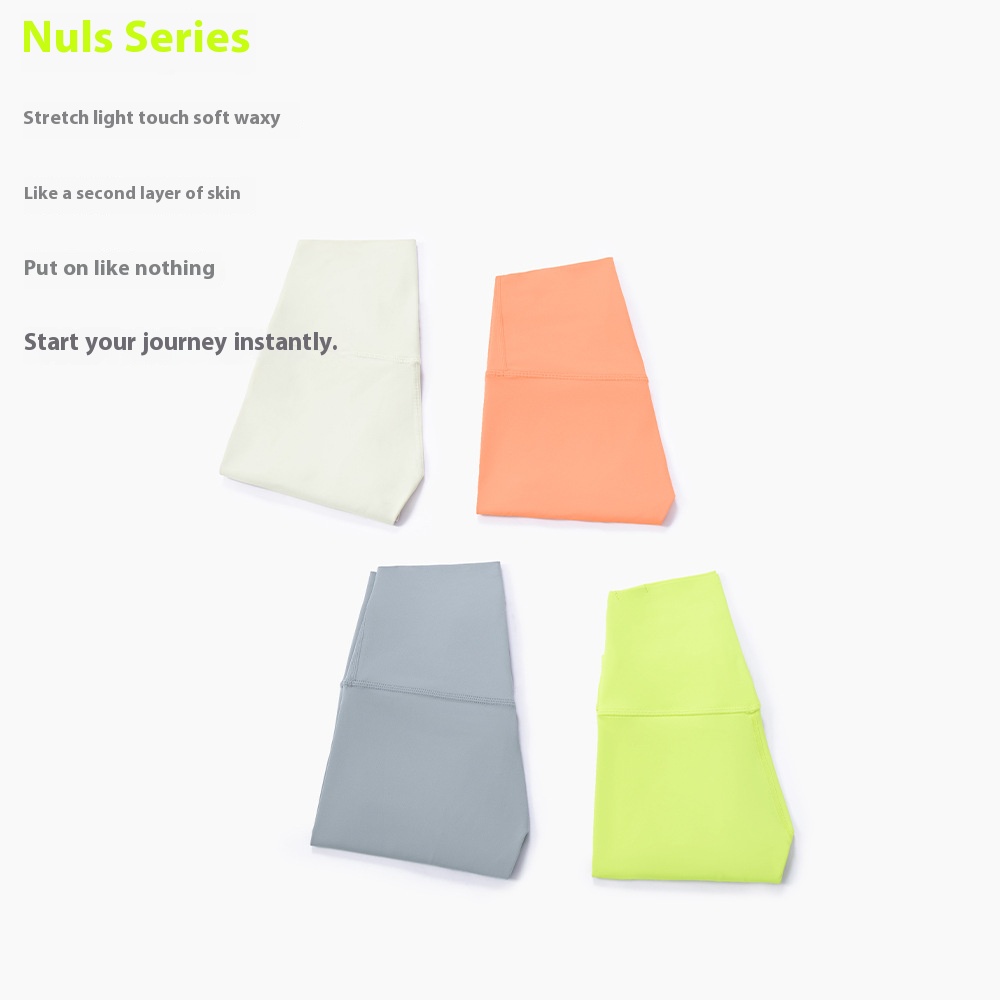 Nuls Series
Stretch light touch soft waxy
Like a second layer of skin
Put on like nothing
Start your journey instantly.